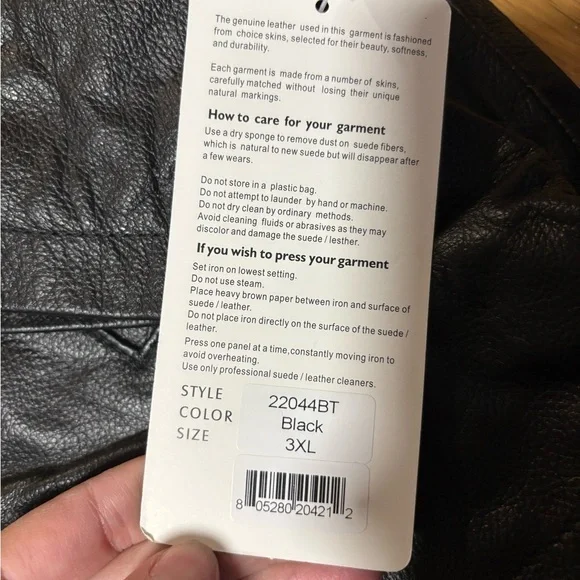 The genuine leather used in this garment is fashioned
from choice skins, selected for their beauty, softness,
and durability.
Each garment is made from a number of skins,
carefully matched without losing their unique
natural markings.
How to care for your garment
Use a dry sponge to remove dust on suede fibers,
which is natural to new suede but will disappear after
a few wears.
Do not store in a plastic bag.
Do not attempt to launder by hand or machine.
Do not dry clean by ordinary methods.
Avoid cleaning fluids or abrasives as they may
discolor and damage the suede / lesther.
If you wish to press your garment
Set iron on lowest setting.
Do not use steam.
Place heavy brown paper between iron and surface of
suede / leather.
Do not place iron directly on the surface of the suede /
leather.
Press one panel at a time,constantly moving iron to
avoid overheating.
Use only professional suede / leather cleaners.
STYLE 22044BT
COLOR Black
SIZE 3XL
8 05280 20421 2